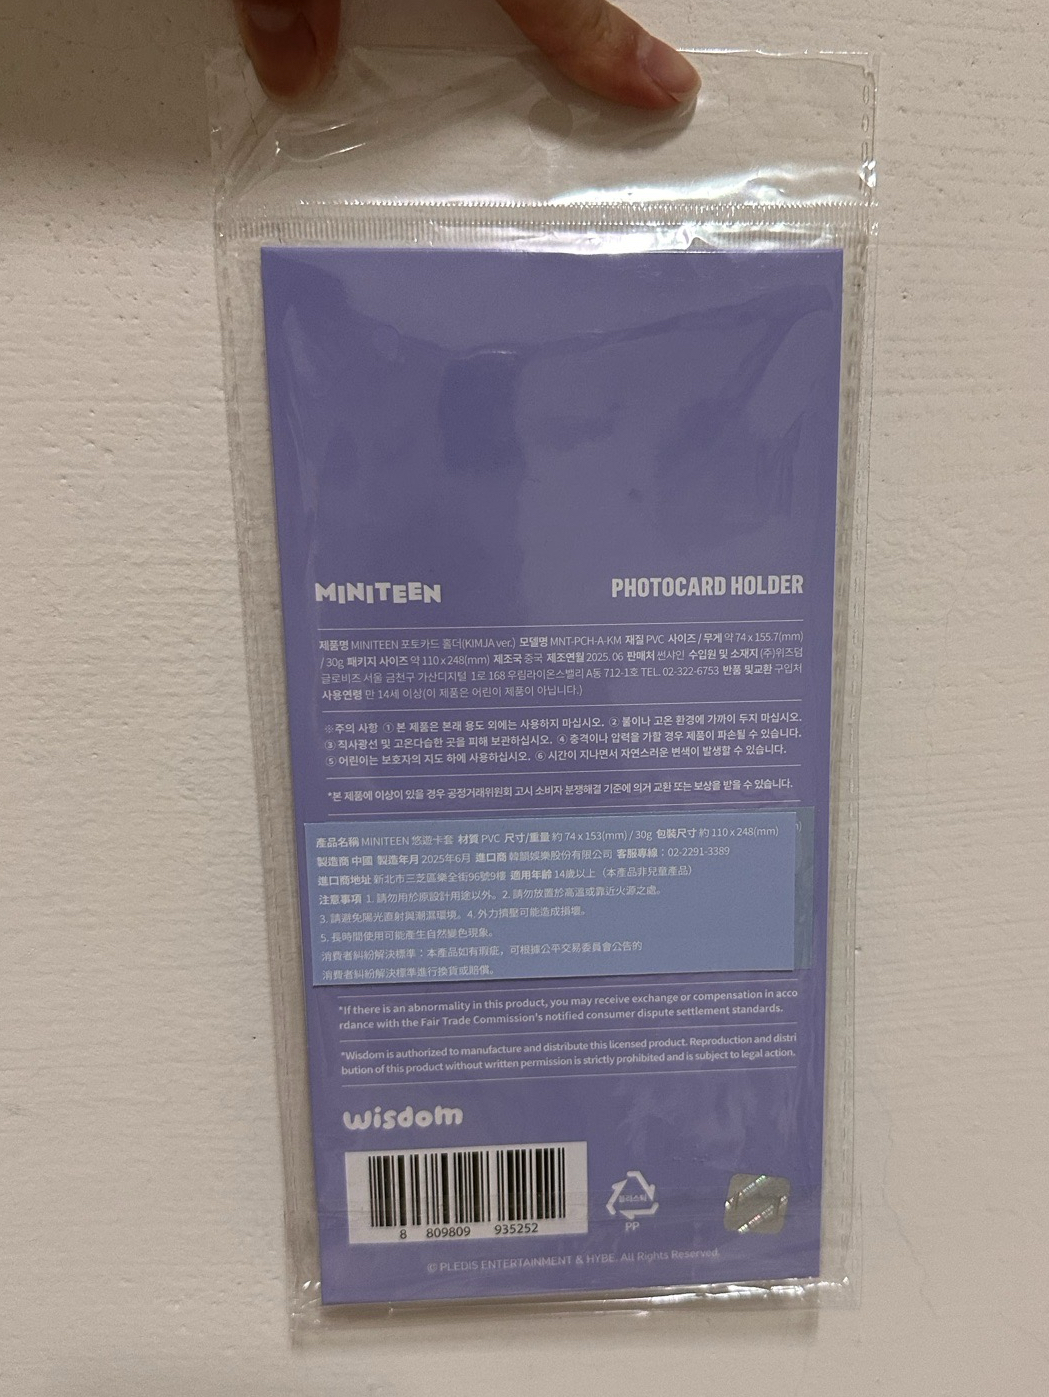 MINITEEN
PHOTOCARD HOLDER
제품명 MINITEEN 포토카드 홀더(KIMJA ver.) 모델명 MNT-PCH-A-KM 재질 PVC 사이즈 / 무게 약 74 x 155.7(mm)
/ 30g 패키지 사이즈 약 110 x 248(mm) 제조국 중국 제조연월 2025. 06 판매처 썬샤인 수입원 및 소재지 (주)위즈덤
글로비즈 서울 금천구 가산디지털 1로 168 우림라이온스밸리 A동 712-1호 TEL. 02-322-6753 반품 및교환 구입처
사용연령 만 14세 이상(이 제품은 어린이 제품이 아닙니다.)
※주의 사항 ① 본 제품은 본래 용도 외에는 사용하지 마십시오. ② 불이나 고온 환경에 가까이 두지 마십시오.
③ 직사광선 및 고온다습한 곳을 피해 보관하십시오. ④ 충격이나 압력을 가할 경우 제품이 파손될 수 있습니다.
⑤ 어린이는 보호자의 지도 하에 사용하십시오. ⑥ 시간이 지나면서 자연스러운 변색이 발생할 수 있습니다.
*본 제품에 이상이 있을 경우 공정거래위원회 고시 소비자 분쟁해결 기준에 의거 교환 또는 보상을 받을 수 있습니다.
產品名稱 MINITEEN 悠遊卡套 材質 PVC 尺寸/重量 約 74 x 153(mm) / 30g 包裝尺寸 約 110 x 248(mm)
製造商 中國 製造年月 2025年6月 進口商 韓韻娛樂股份有限公司 客服專線：02-2291-3389
進口商地址 新北市三芝區樂全街96號9樓 適用年齡 14歲以上（本產品非兒童產品）
注意事項 1. 請勿用於原設計用途以外。2. 請勿放置於高溫或靠近火源之處。
3. 請避免陽光直射與潮濕環境。4. 外力擠壓可能造成損壞。
5. 長時間使用可能產生自然變色現象。
消費者糾紛解決標準：本產品如有瑕疵，可根據公平交易委員會公告的
消費者糾紛解決標準進行換貨或賠償。
*If there is an abnormality in this product, you may receive exchange or compensation in acco
rdance with the Fair Trade Commission's notified consumer dispute settlement standards.
*Wisdom is authorized to manufacture and distribute this licensed product. Reproduction and distri
bution of this product without written permission is strictly prohibited and is subject to legal action.
wisdom
8 809809 935252
플라스틱
PP
© PLEDIS ENTERTAINMENT & HYBE. All Rights Reserved.